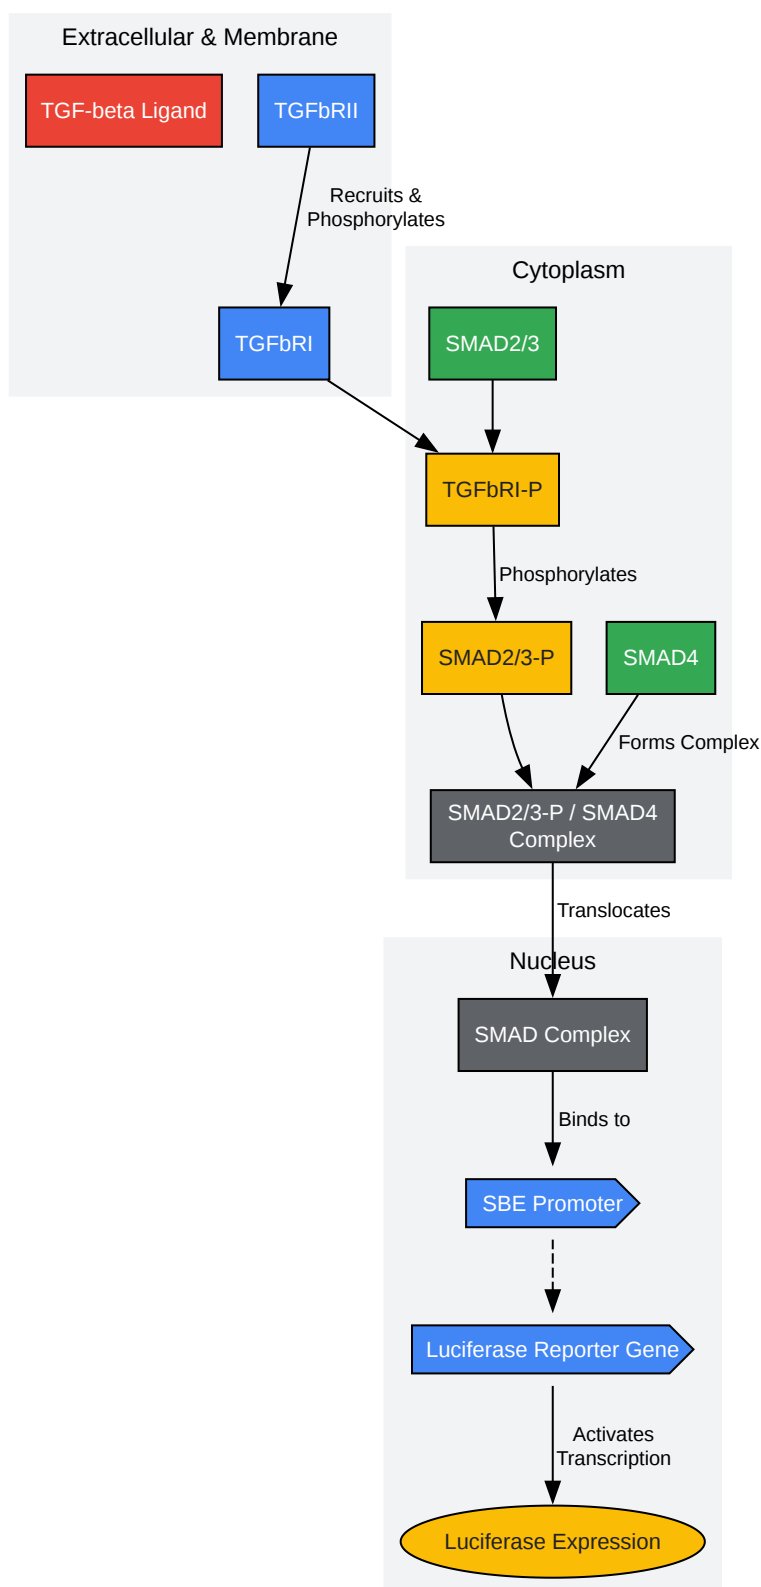 Extracellular & Membrane
TGF-beta Ligand
TGFbRII
Recruits &
Phosphorylates
Cytoplasm
TGFbRI
SMAD2/3
TGFbRI-P
Phosphorylates
SMAD2/3-P
SMAD4
Forms Complex
SMAD2/3-P / SMAD4
Complex
Translocates
Nucleus
SMAD Complex
Binds to
SBE Promoter
Luciferase Reporter Gene
Activates
Transcription
Luciferase Expression